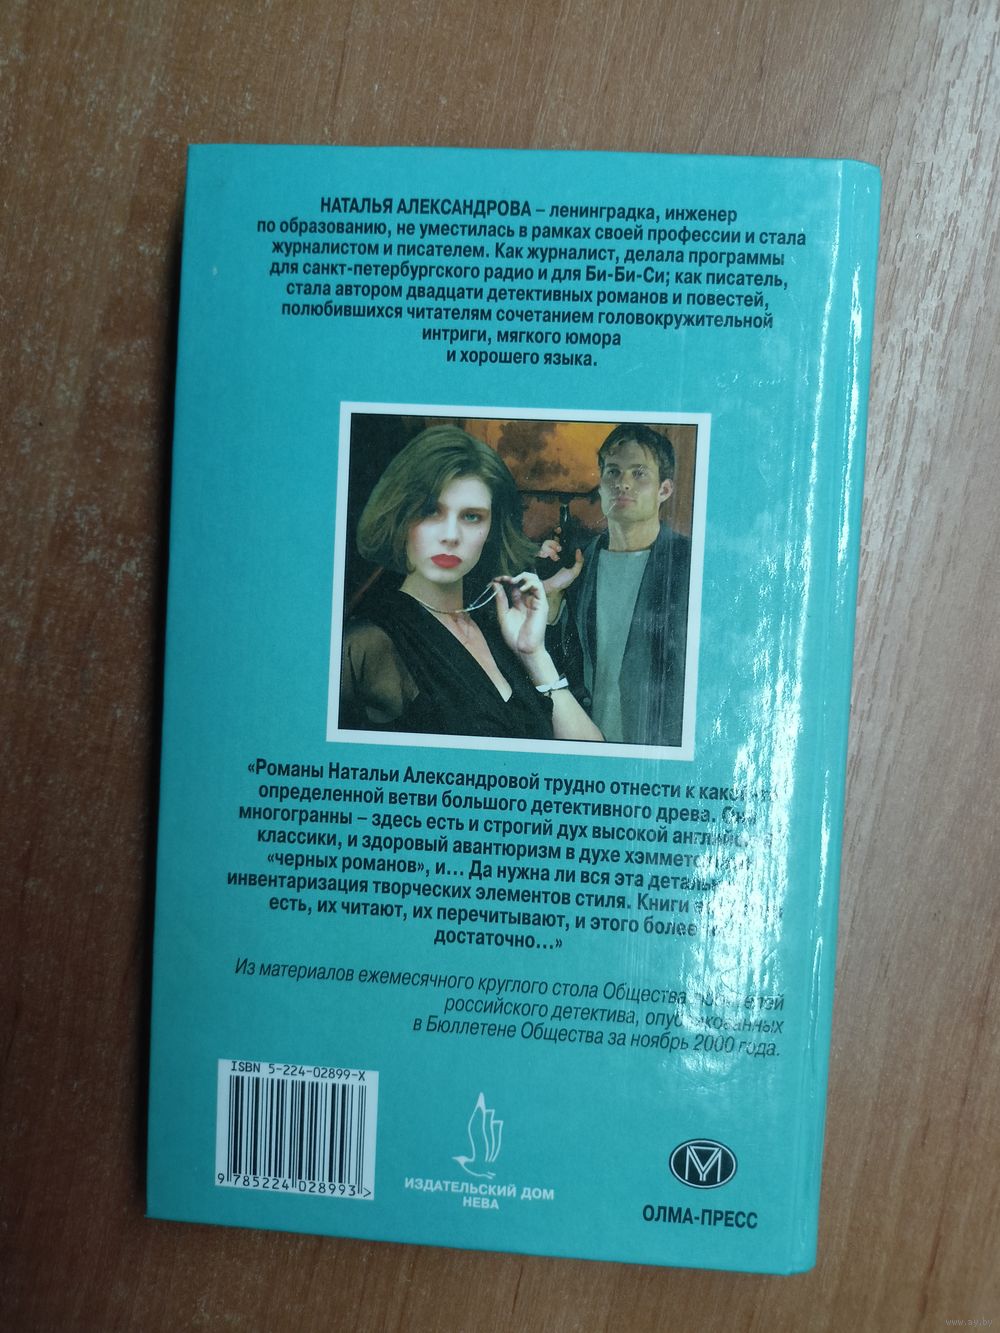 НАТАЛЬЯ АЛЕКСАНДРОВА – ленинградка, инженер
по образованию, не уместилась в рамках своей профессии и стала
журналистом и писателем. Как журналист, делала программы
для санкт-петербургского радио и для Би-Би-Си; как писатель,
стала автором двадцати детективных романов и повестей,
полюбившихся читателям сочетанием головокружительной
интриги, мягкого юмора
и хорошего языка.
«Романы Натальи Александровой трудно отнести к
определенной ветви большого детективного древа.
многогранны – здесь есть и строгий дух высокой
классики, и здоровый авантюризм в духе
«черных романов», и... Да нужна ли вся эта
инвентаризация творческих элементов стиля. Книги
есть, их читают, их перечитывают, и этого более
достаточно...»
Из материалов ежемесячного круглого стола Общества
российского детектива, опубликованных
в Бюллетене Общества за ноябрь 2000 года.
ISBN 5-224-02899-X
9 785224 028993 >
ИЗДАТЕЛЬСКИЙ ДОМ
НЕВА
ОЛМА-ПРЕСС
www.ay.by